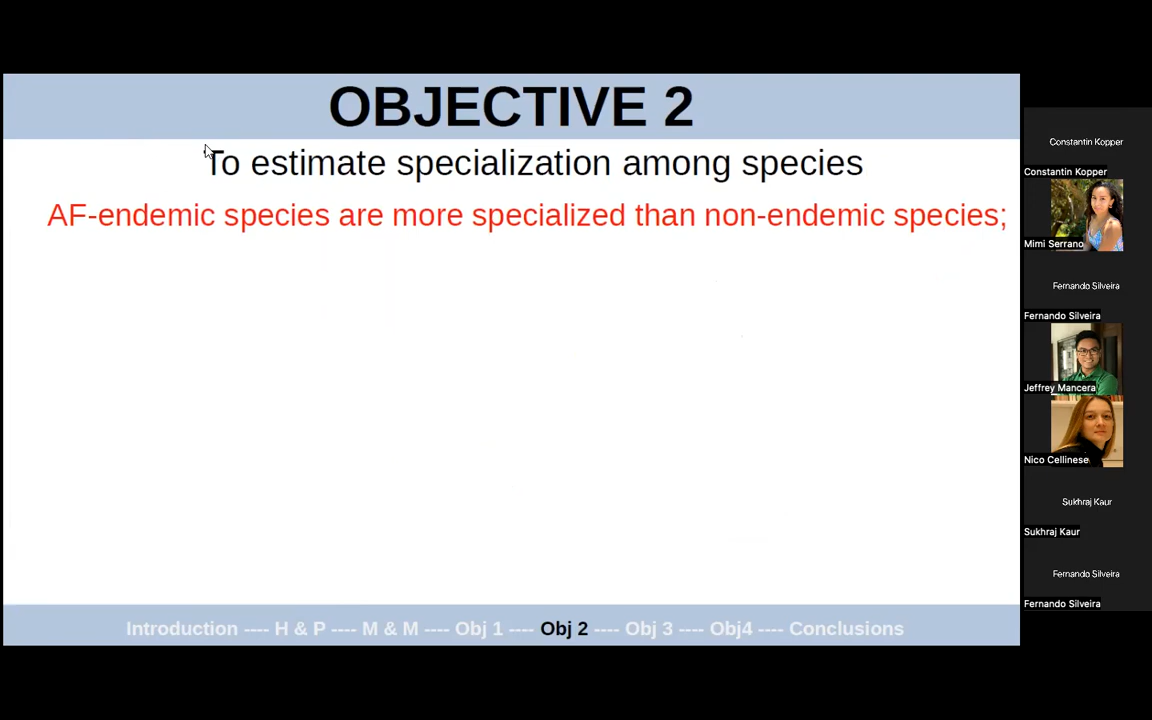 OBJECTIVE 2
To estimate specialization among species
AF-endemic species are more specialized than non-endemic species;
Introduction ---- H & P ---- M & M ---- Obj 1 ---- Obj 2 ---- Obj 3 ---- Obj4 ---- Conclusions
Constantin Kopper
Constantin Kopper
Mimi Serrano
Fernando Silveira
Fernando Silveira
Jeffrey Mancera
Nico Cellinese
Sukhraj Kaur
Sukhraj Kaur
Fernando Silveira
Fernando Silveira